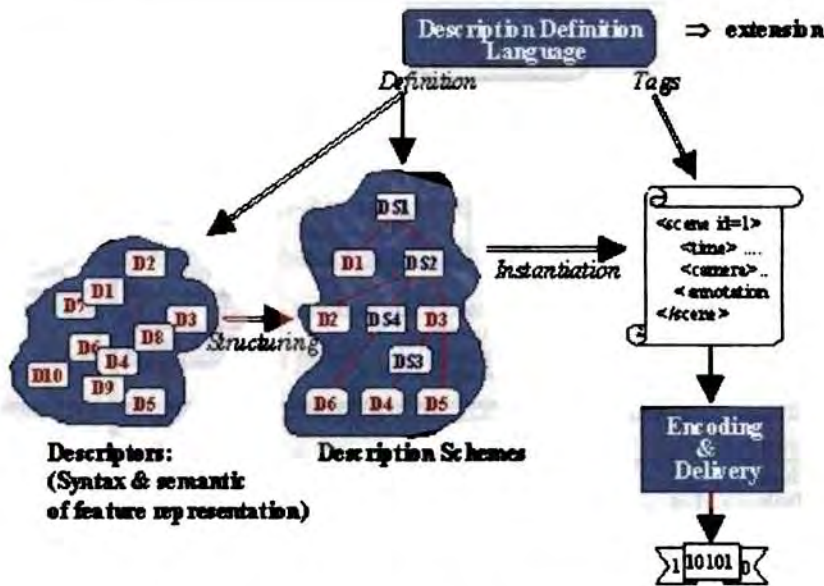 Description Definition
Language
⇒ extension
Definition
Tags
DS1
D1
DS2
D2
DS4
D3
DS3
D6
D4
D5
D2
D1
D7
D3
D8
D6
D4
D10
D9
D5
Structuring
Instantiation
<scene id=1>
<time> ....
<camera>..
<annotation
</scene>
Descriptors:
(Syntax & semantic
of feature representation)
Description Schemes
Encoding
&
Delivery
1 10101 0